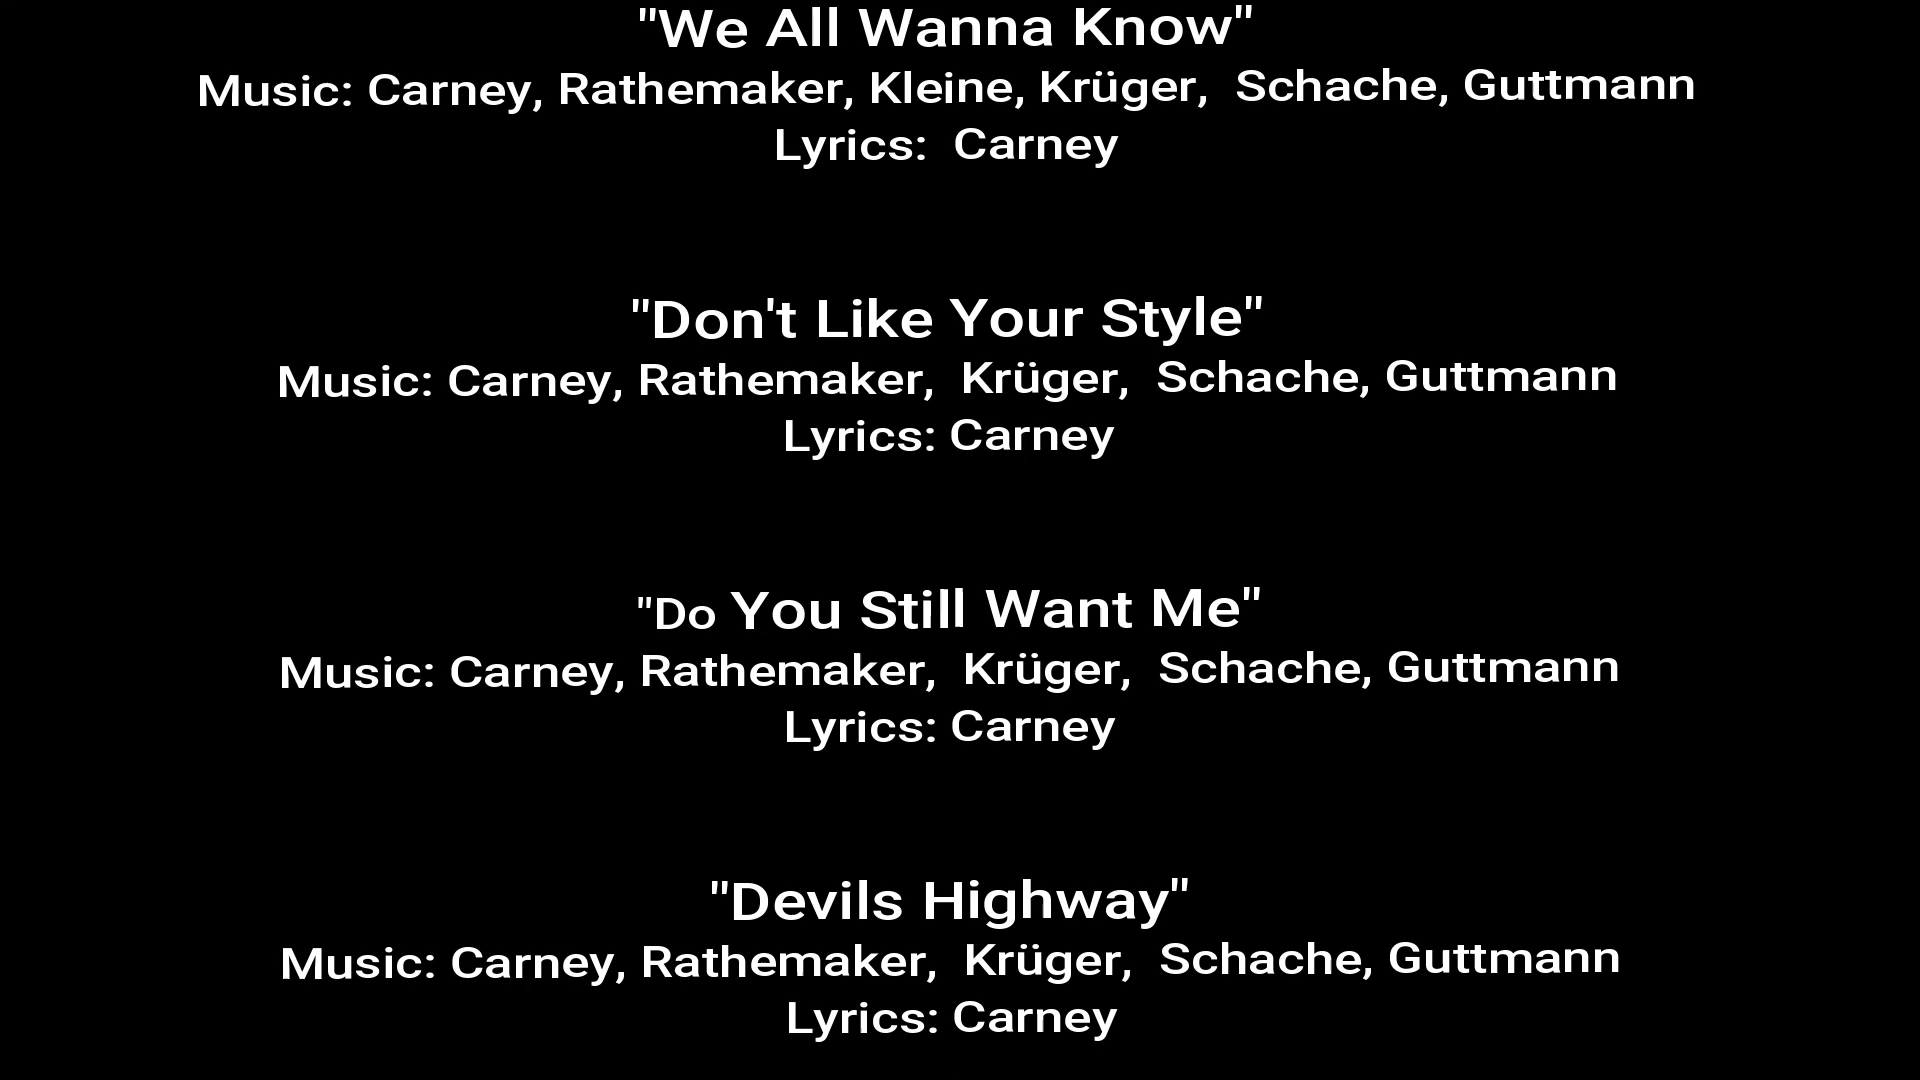 "We All Wanna Know"
Music: Carney, Rathemaker, Kleine, Krüger,  Schache, Guttmann
Lyrics:  Carney
"Don't Like Your Style"
Music: Carney, Rathemaker,  Krüger,  Schache, Guttmann
Lyrics: Carney
"Do You Still Want Me"
Music: Carney, Rathemaker,  Krüger,  Schache, Guttmann
Lyrics: Carney
"Devils Highway"
Music: Carney, Rathemaker,  Krüger,  Schache, Guttmann
Lyrics: Carney